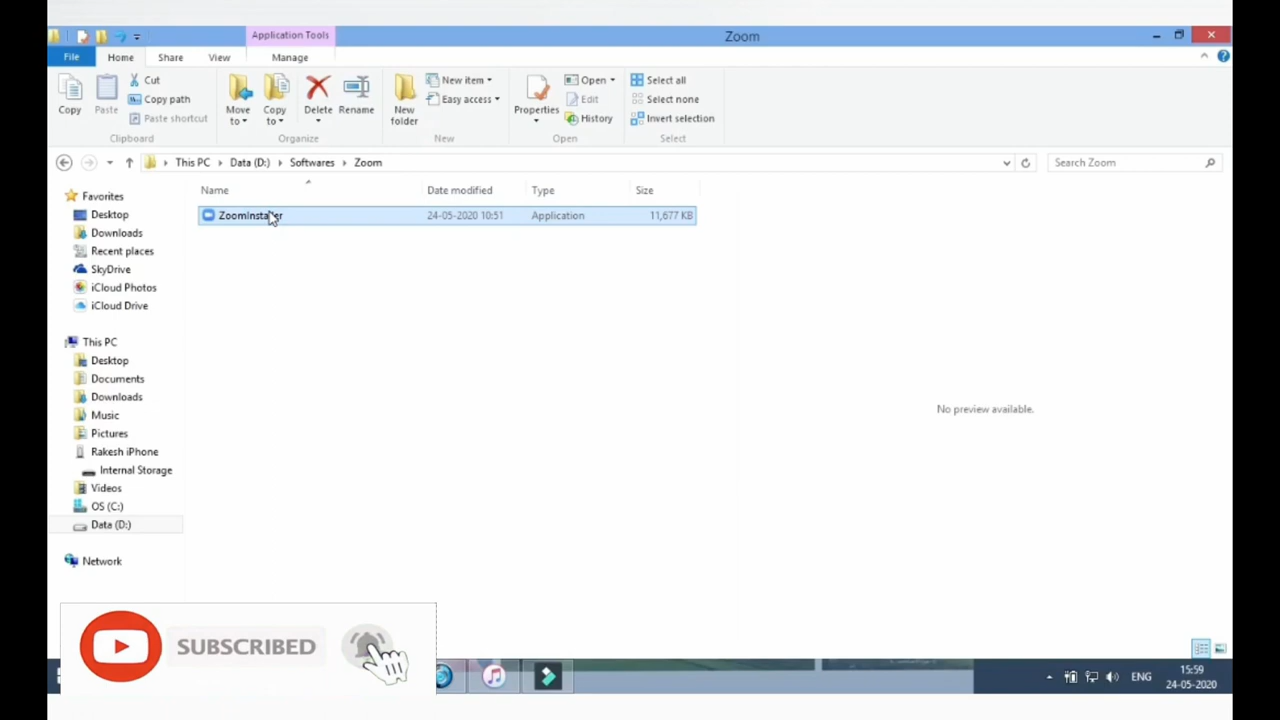 Application Tools
Zoom
File Home Share View Manage
Copy Paste Cut Copy path Paste shortcut
Clipboard
Move to Copy to Delete Rename
Organize
New folder New item Easy access
New
Properties Open Edit History
Open
Select all Select none Invert selection
Select
This PC Data (D:) Softwares Zoom
Search Zoom
Name Date modified Type Size
ZoomInstaller 24-05-2020 10:51 Application 11,677 KB
No preview available.
Favorites
Desktop
Downloads
Recent places
SkyDrive
iCloud Photos
iCloud Drive
This PC
Desktop
Documents
Downloads
Music
Pictures
Rakesh iPhone
Internal Storage
Videos
OS (C:)
Data (D:)
Network
SUBSCRIBED
ENG
15:59
24-05-2020